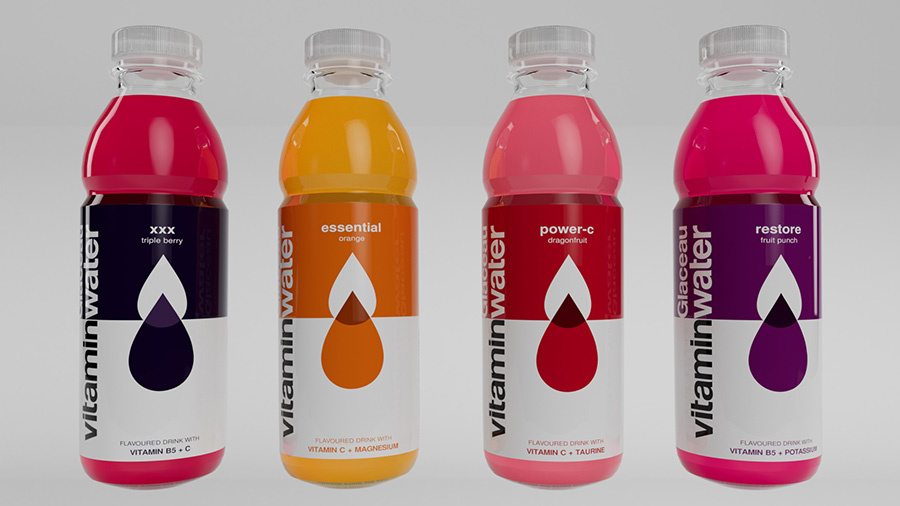 xxx
triple berry
Glaceau
vitaminwater
FLAVOURED DRINK WITH
VITAMIN B5 + C
essential
orange
vitaminwater
FLAVOURED DRINK WITH
VITAMIN C + MAGNESIUM
power-c
dragonfruit
Glaceau
vitaminwater
FLAVOURED DRINK WITH
VITAMIN C + TAURINE
restore
fruit punch
Glaceau
vitaminwater
FLAVOURED DRINK WITH
VITAMIN B5 + POTASSIUM